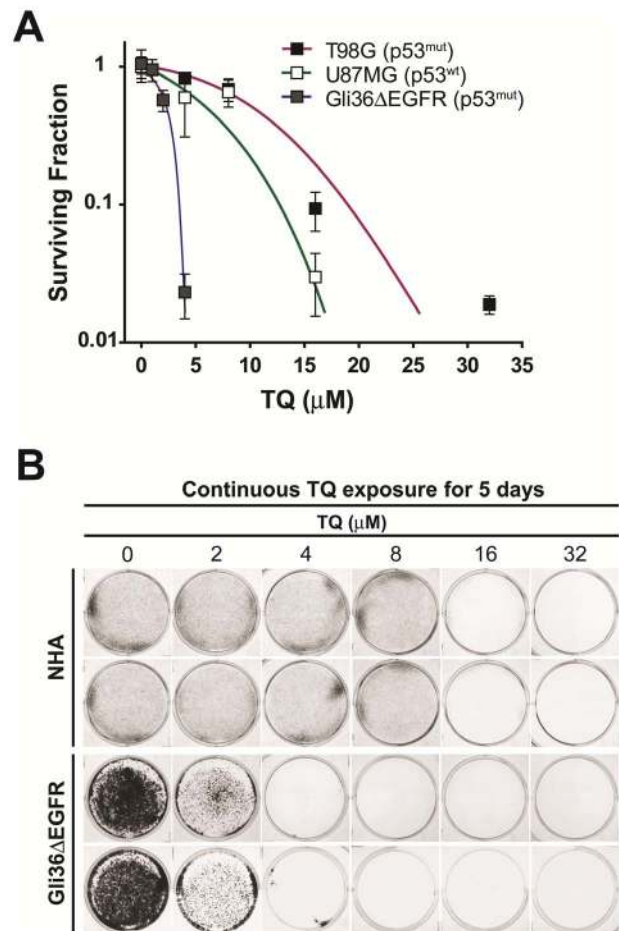 A
T98G (p53mut)
U87MG (p53wt)
Gli36ΔEGFR (p53mut)
1
0.1
0.01
Surviving Fraction
0 5 10 15 20 25 30 35
TQ (μM)
B
Continuous TQ exposure for 5 days
TQ (μM)
0 2 4 8 16 32
NHA
Gli36ΔEGFR